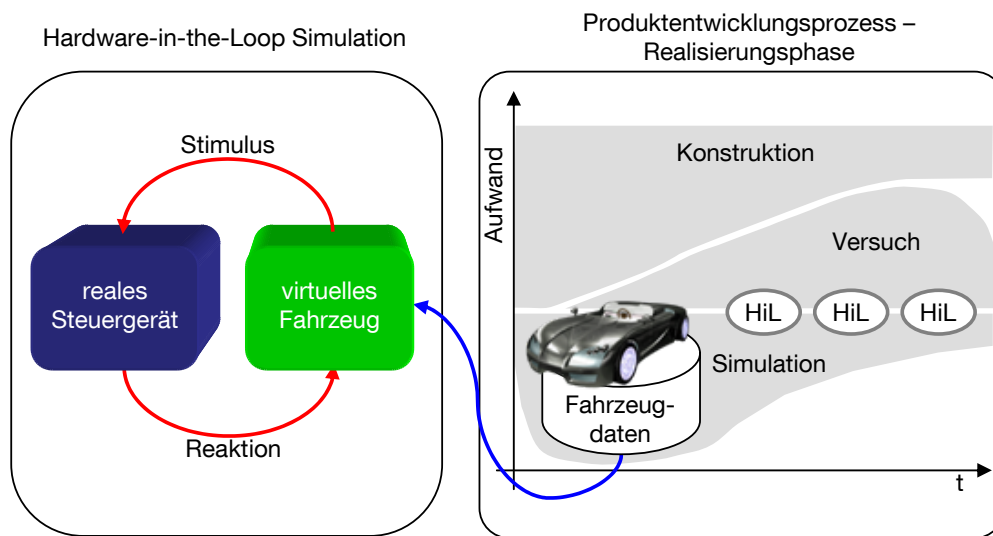 Hardware-in-the-Loop Simulation
Stimulus
reales
Steuergerät
virtuelles
Fahrzeug
Reaktion
Produktentwicklungsprozess –
Realisierungsphase
Aufwand
Konstruktion
Versuch
HiL
HiL
HiL
Simulation
Fahrzeug-
daten
t